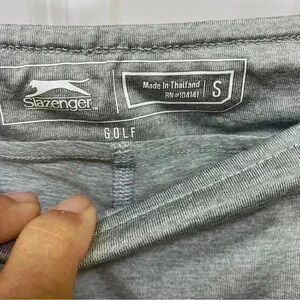 Slazenger
Made in Thailand
RN#104141
S
GOLF